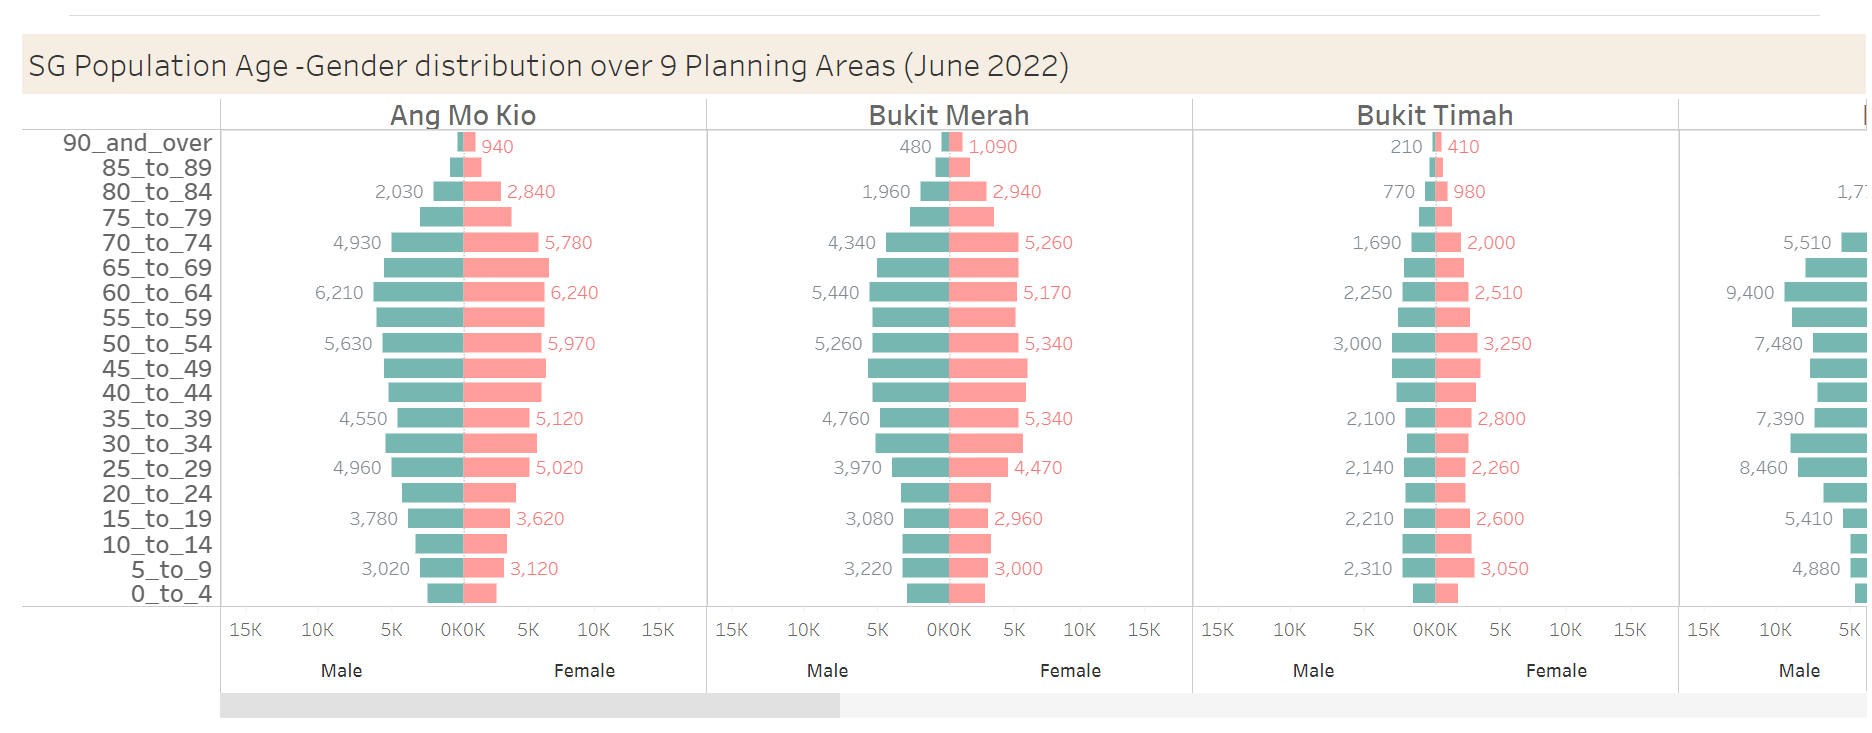 SG Population Age -Gender distribution over 9 Planning Areas (June 2022)
Ang Mo Kio Bukit Merah Bukit Timah
90_and_over 940 480 1,090 210 410
85_to_89
80_to_84 2,030 2,840 1,960 2,940 770 980 1,7
75_to_79
70_to_74 4,930 5,780 4,340 5,260 1,690 2,000 5,510
65_to_69
60_to_64 6,210 6,240 5,440 5,170 2,250 2,510 9,400
55_to_59
50_to_54 5,630 5,970 5,260 5,340 3,000 3,250 7,480
45_to_49
40_to_44
35_to_39 4,550 5,120 4,760 5,340 2,100 2,800 7,390
30_to_34
25_to_29 4,960 5,020 3,970 4,470 2,140 2,260 8,460
20_to_24
15_to_19 3,780 3,620 3,080 2,960 2,210 2,600 5,410
10_to_14
5_to_9 3,020 3,120 3,220 3,000 2,310 3,050 4,880
0_to_4
15K 10K 5K 0K 0K 5K 10K 15K 15K 10K 5K 0K 0K 5K 10K 15K 15K 10K 5K 0K 0K 5K 10K 15K 15K 10K 5K
Male Female Male Female Male Female Male